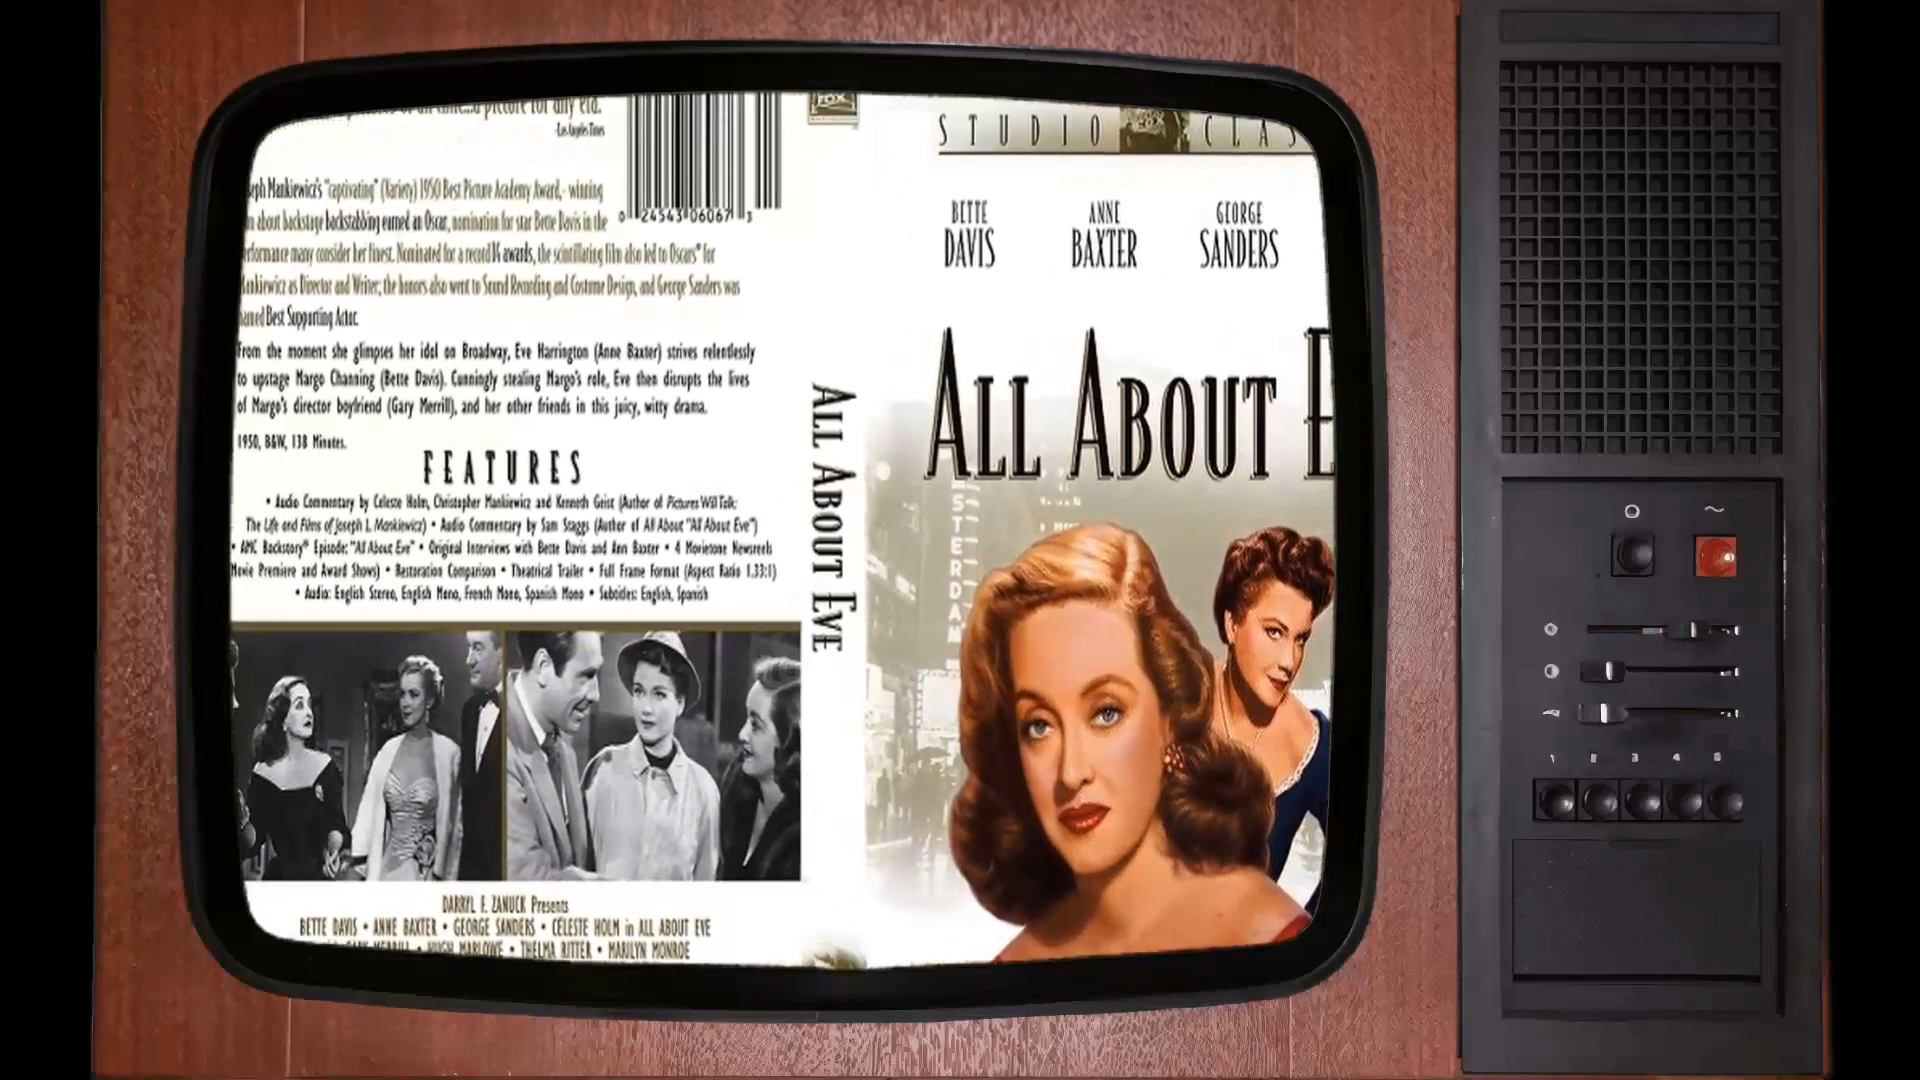 a picture for any era.
-Los Angeles Times
Mankiewicz's "captivating" (Variety) 1950 Best Picture Academy Award,- winning
about backstage backstabbing earned an Oscar, nomination for star Bette Davis in the
many consider her finest. Nominated for a record 14 awards, the scintillating film also led to Oscars® for
as Director and Writer; the honors also went to Sound Recording and Costume Design, and George Sanders was
Best Supporting Actor.
From the moment she glimpses her idol on Broadway, Eve Harrington (Anne Baxter) strives relentlessly
to upstage Margo Channing (Bette Davis). Cunningly stealing Margo's role, Eve then disrupts the lives
of Margo's director boyfriend (Gary Merrill), and her other friends in this juicy, witty drama.
1950, B&W, 138 Minutes.
FEATURES
• Audio Commentary by Celeste Holm, Christopher Mankiewicz and Kenneth Geist (Author of Pictures Will Talk:
The Life and Films of Joseph L. Mankiewicz) • Audio Commentary by Sam Staggs (Author of All About "All About Eve")
• AMC Backstory® Episode: "All About Eve" • Original Interviews with Bette Davis and Ann Baxter • 4 Movietone Newsreels
Movie Premiere and Award Shows) • Restoration Comparison • Theatrical Trailer • Full Frame Format (Aspect Ratio 1.33:1)
• Audio: English Stereo, English Mono, French Mono, Spanish Mono • Subtitles: English, Spanish
DARRYL F. ZANUCK Presents
BETTE DAVIS • ANNE BAXTER • GEORGE SANDERS • CELESTE HOLM in ALL ABOUT EVE
GARY MERRILL • HUGH MARLOWE • THELMA RITTER • MARILYN MONROE
0 24543 06067 3
FOX
ALL ABOUT EVE
STUDIO CLAS
BETTE DAVIS
ANNE BAXTER
GEORGE SANDERS
ALL ABOUT E
STERDAM
1 2 3 4 5